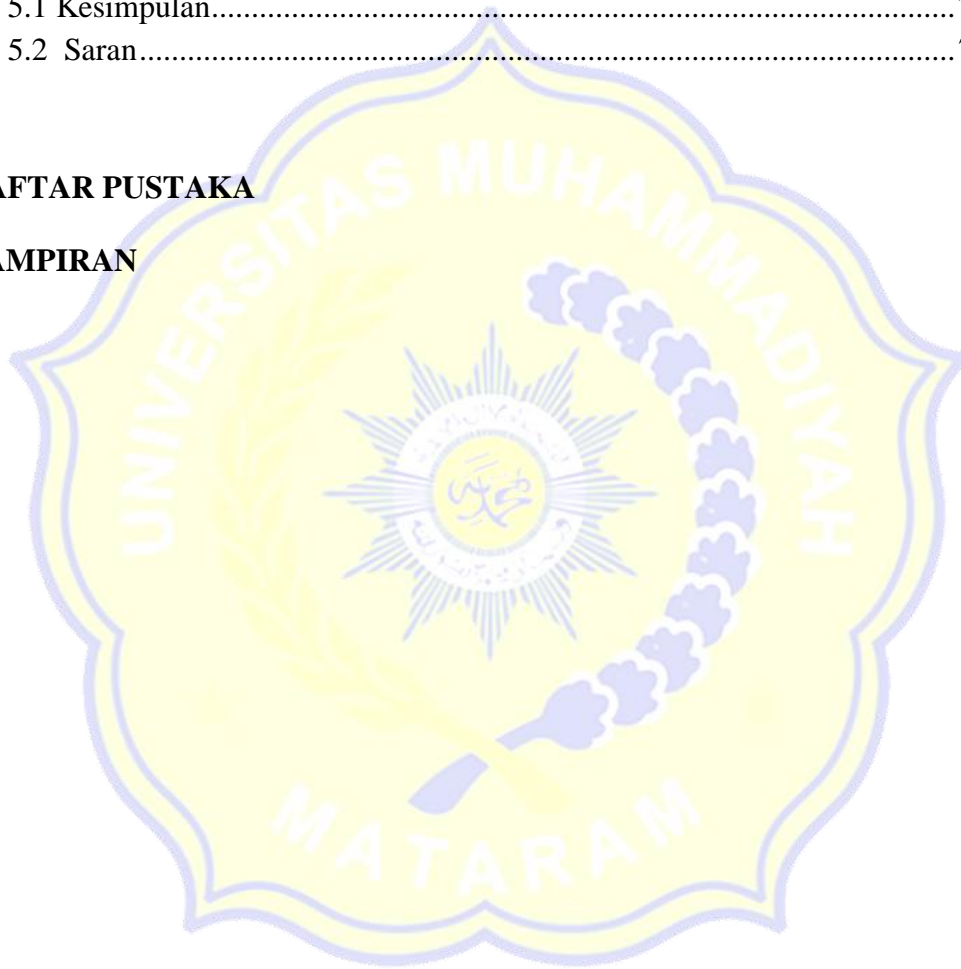 5.1 Kesimpulan.............................................................................................
5.2  Saran......................................................................................................
AFTAR PUSTAKA
AMPIRAN
UNIVERSITAS MUHAMMADIYAH
MATARAM